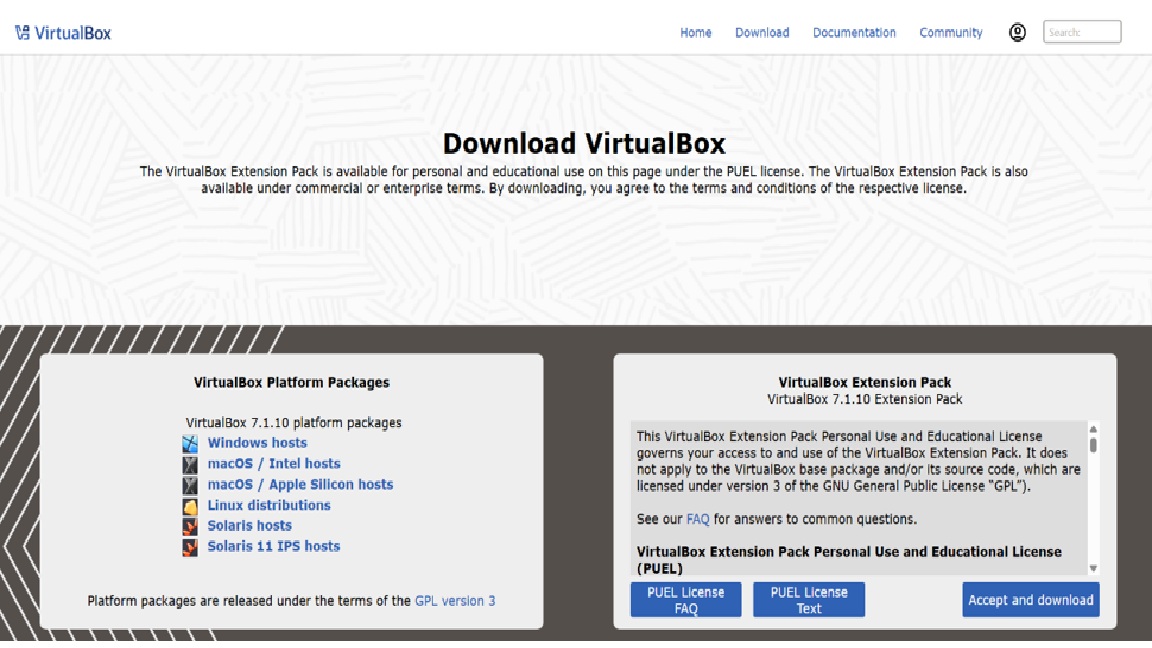 VirtualBox
Home
Download
Documentation
Community
Search:
Download VirtualBox
The VirtualBox Extension Pack is available for personal and educational use on this page under the PUEL license. The VirtualBox Extension Pack is also
available under commercial or enterprise terms. By downloading, you agree to the terms and conditions of the respective license.
VirtualBox Platform Packages
VirtualBox 7.1.10 platform packages
Windows hosts
macOS / Intel hosts
macOS / Apple Silicon hosts
Linux distributions
Solaris hosts
Solaris 11 IPS hosts
Platform packages are released under the terms of the GPL version 3
VirtualBox Extension Pack
VirtualBox 7.1.10 Extension Pack
This VirtualBox Extension Pack Personal Use and Educational License
governs your access to and use of the VirtualBox Extension Pack. It does
not apply to the VirtualBox base package and/or its source code, which are
licensed under version 3 of the GNU General Public License “GPL”).
See our FAQ for answers to common questions.
VirtualBox Extension Pack Personal Use and Educational License
(PUEL)
PUEL License
FAQ
PUEL License
Text
Accept and download